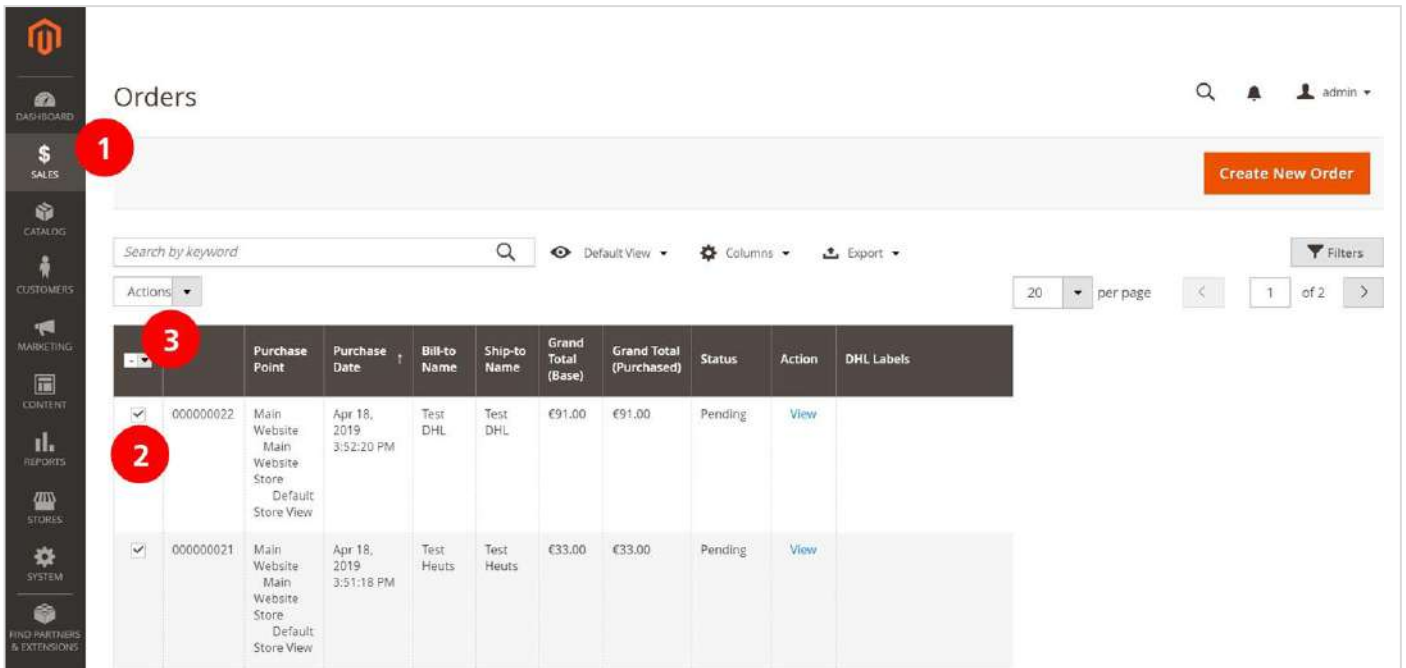 Orders
admin
DASHBOARD
1
$
SALES
Create New Order
CATALOG
Search by keyword
Default View
Columns
Export
Filters
CUSTOMERS
Actions
20
per page
1
of 2
MARKETING
3
Purchase
Point
Purchase
Date
Bill-to
Name
Ship-to
Name
Grand
Total
(Base)
Grand Total
(Purchased)
Status
Action
DHL Labels
CONTENT
000000022
Main
Website
Main
Website
Store
Default
Store View
Apr 18,
2019
3:52:20 PM
Test
DHL
Test
DHL
€91.00
€91.00
Pending
View
2
REPORTS
STORES
000000021
Main
Website
Main
Website
Store
Default
Store View
Apr 18,
2019
3:51:18 PM
Test
Heuts
Test
Heuts
€33.00
€33.00
Pending
View
SYSTEM
FIND PARTNERS
& EXTENSIONS